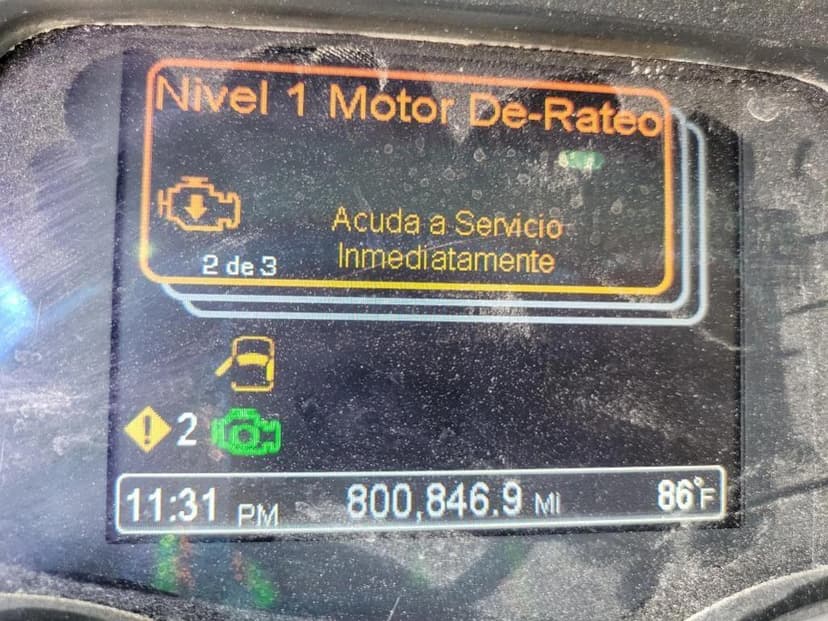 Nivel 1 Motor De-Rateo
Acuda a Servicio
Inmediatamente
2 de 3
2
11:31 PM 800,846.9 MI 86°F